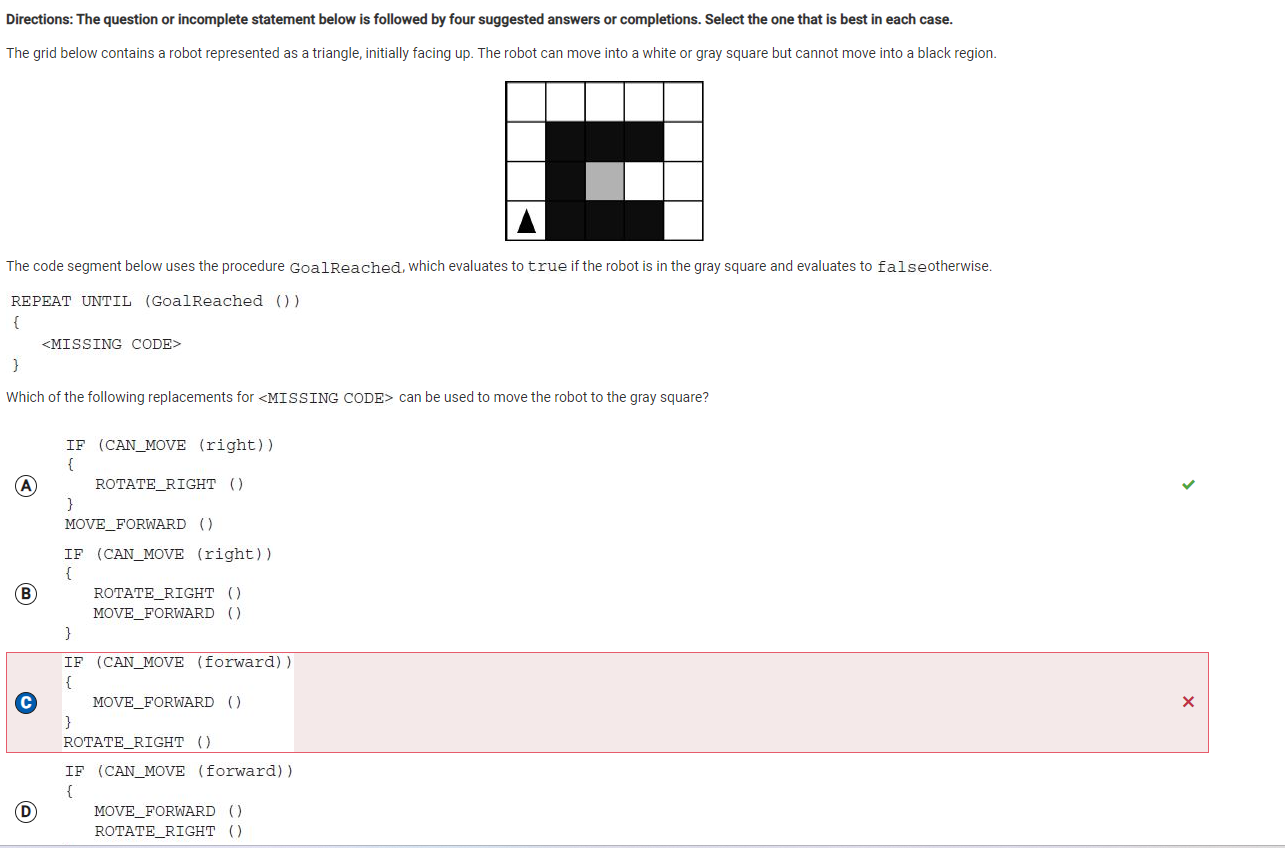 Directions: The question or incomplete statement below is followed by four suggested answers or completions. Select the one that is best in each case.
The grid below contains a robot represented as a triangle, initially facing up. The robot can move into a white or gray square but cannot move into a black region.
The code segment below uses the procedure GoalReached, which evaluates to true if the robot is in the gray square and evaluates to falseotherwise.
REPEAT UNTIL (GoalReached ())
{
<MISSING CODE>
}
Which of the following replacements for <MISSING CODE> can be used to move the robot to the gray square?
A
IF (CAN_MOVE (right))
{
ROTATE_RIGHT ()
}
MOVE_FORWARD ()
B
IF (CAN_MOVE (right))
{
ROTATE_RIGHT ()
MOVE_FORWARD ()
}
C
IF (CAN_MOVE (forward))
{
MOVE_FORWARD ()
}
ROTATE_RIGHT ()
D
IF (CAN_MOVE (forward))
{
MOVE_FORWARD ()
ROTATE_RIGHT ()